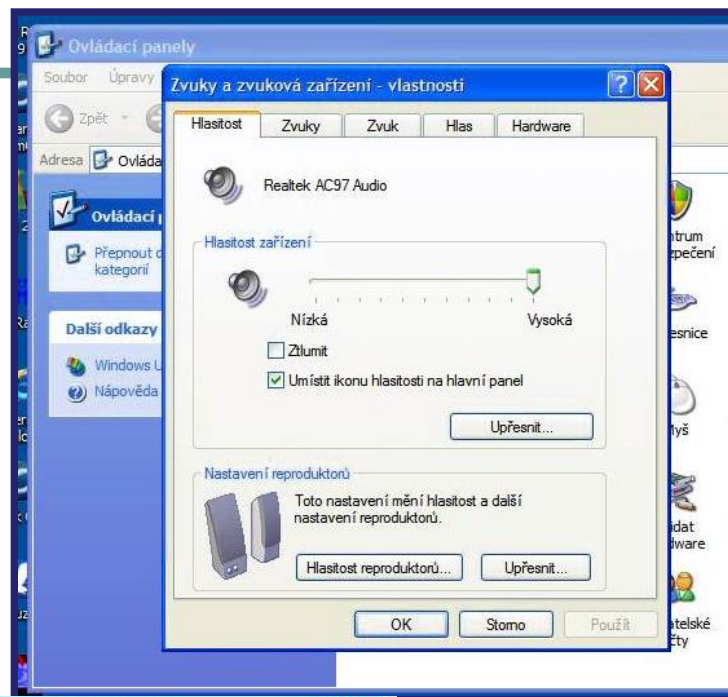 Ovládací panely
Soubor Úpravy
Zpět
Adresa Ovláda
Ovládací
Přepnout
kategorií
Další odkazy
Windows U
Nápověda
Zvuky a zvuková zařízení - vlastnosti
Hlasitost Zvuky Zvuk Hlas Hardware
Realtek AC97 Audio
Hlasitost zařízení
Nízká Vysoká
Ztlumit
Umístit ikonu hlasitosti na hlavní panel
Upřesnit...
Nastavení reproduktorů
Toto nastavení mění hlasitost a další
nastavení reproduktorů.
Hlasitost reproduktorů... Upřesnit...
OK Storno Použít
ntrum
zpečení
esnice
yš
idat
dware
atelské
čty